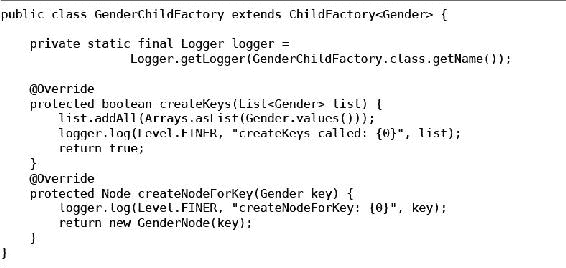 public class GenderChildFactory extends ChildFactory<Gender> {
    private static final Logger logger =
                  Logger.getLogger(GenderChildFactory.class.getName());
    @Override
    protected boolean createKeys(List<Gender> list) {
        list.addAll(Arrays.asList(Gender.values()));
        logger.log(Level.FINER, "createKeys called: {0}", list);
        return true;
    }
    @Override
    protected Node createNodeForKey(Gender key) {
        logger.log(Level.FINER, "createNodeForKey: {0}", key);
        return new GenderNode(key);
    }
}